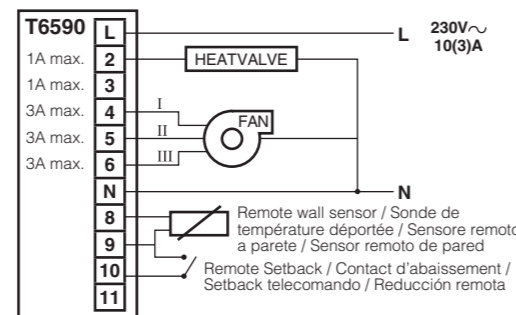 T6590
L
L
230V~
10(3)A
1A max.
2
HEATVALVE
1A max.
3
3A max.
4
I
FAN
3A max.
5
II
3A max.
6
III
N
N
8
Remote wall sensor / Sonde de
température déportée / Sensore remoto
9
a parete / Sensor remoto de pared
10
Remote Setback / Contact d'abaissement /
Setback telecomando / Reducción remota
11